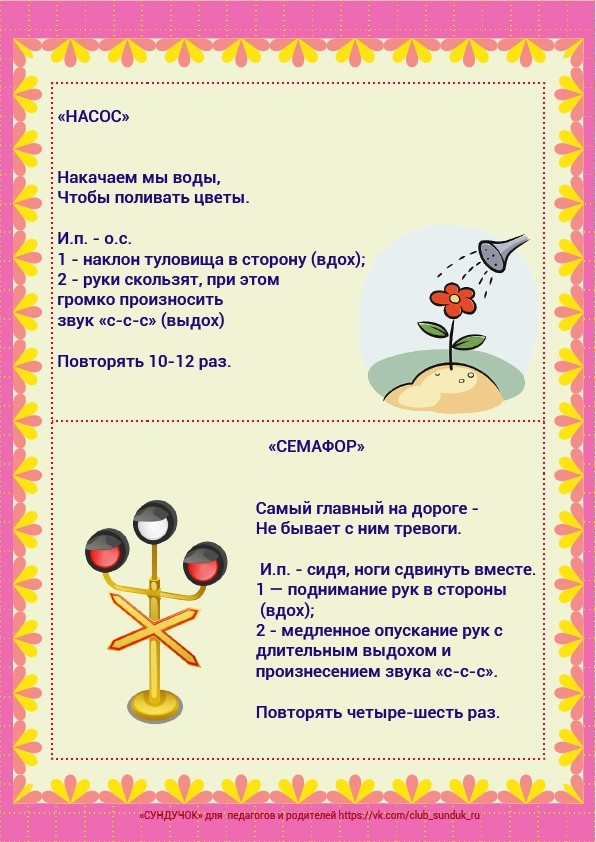 «НАСОС»
Накачаем мы воды,
Чтобы поливать цветы.
И.п. - о.с.
1 - наклон туловища в сторону (вдох);
2 - руки скользят, при этом
громко произносить
звук «с-с-с» (выдох)
Повторять 10-12 раз.
«СЕМАФОР»
Самый главный на дороге -
Не бывает с ним тревоги.
И.п. - сидя, ноги сдвинуть вместе.
1 — поднимание рук в стороны
(вдох);
2 - медленное опускание рук с
длительным выдохом и
произнесением звука «с-с-с».
Повторять четыре-шесть раз.
«СУНДУЧОК» для педагогов и родителей https://vk.com/club_sunduk_ru